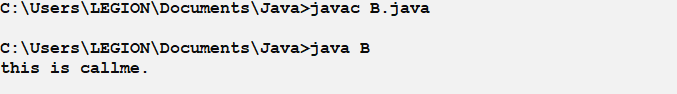 C:\Users\LEGION\Documents\Java>javac B.java
C:\Users\LEGION\Documents\Java>java B
this is callme.